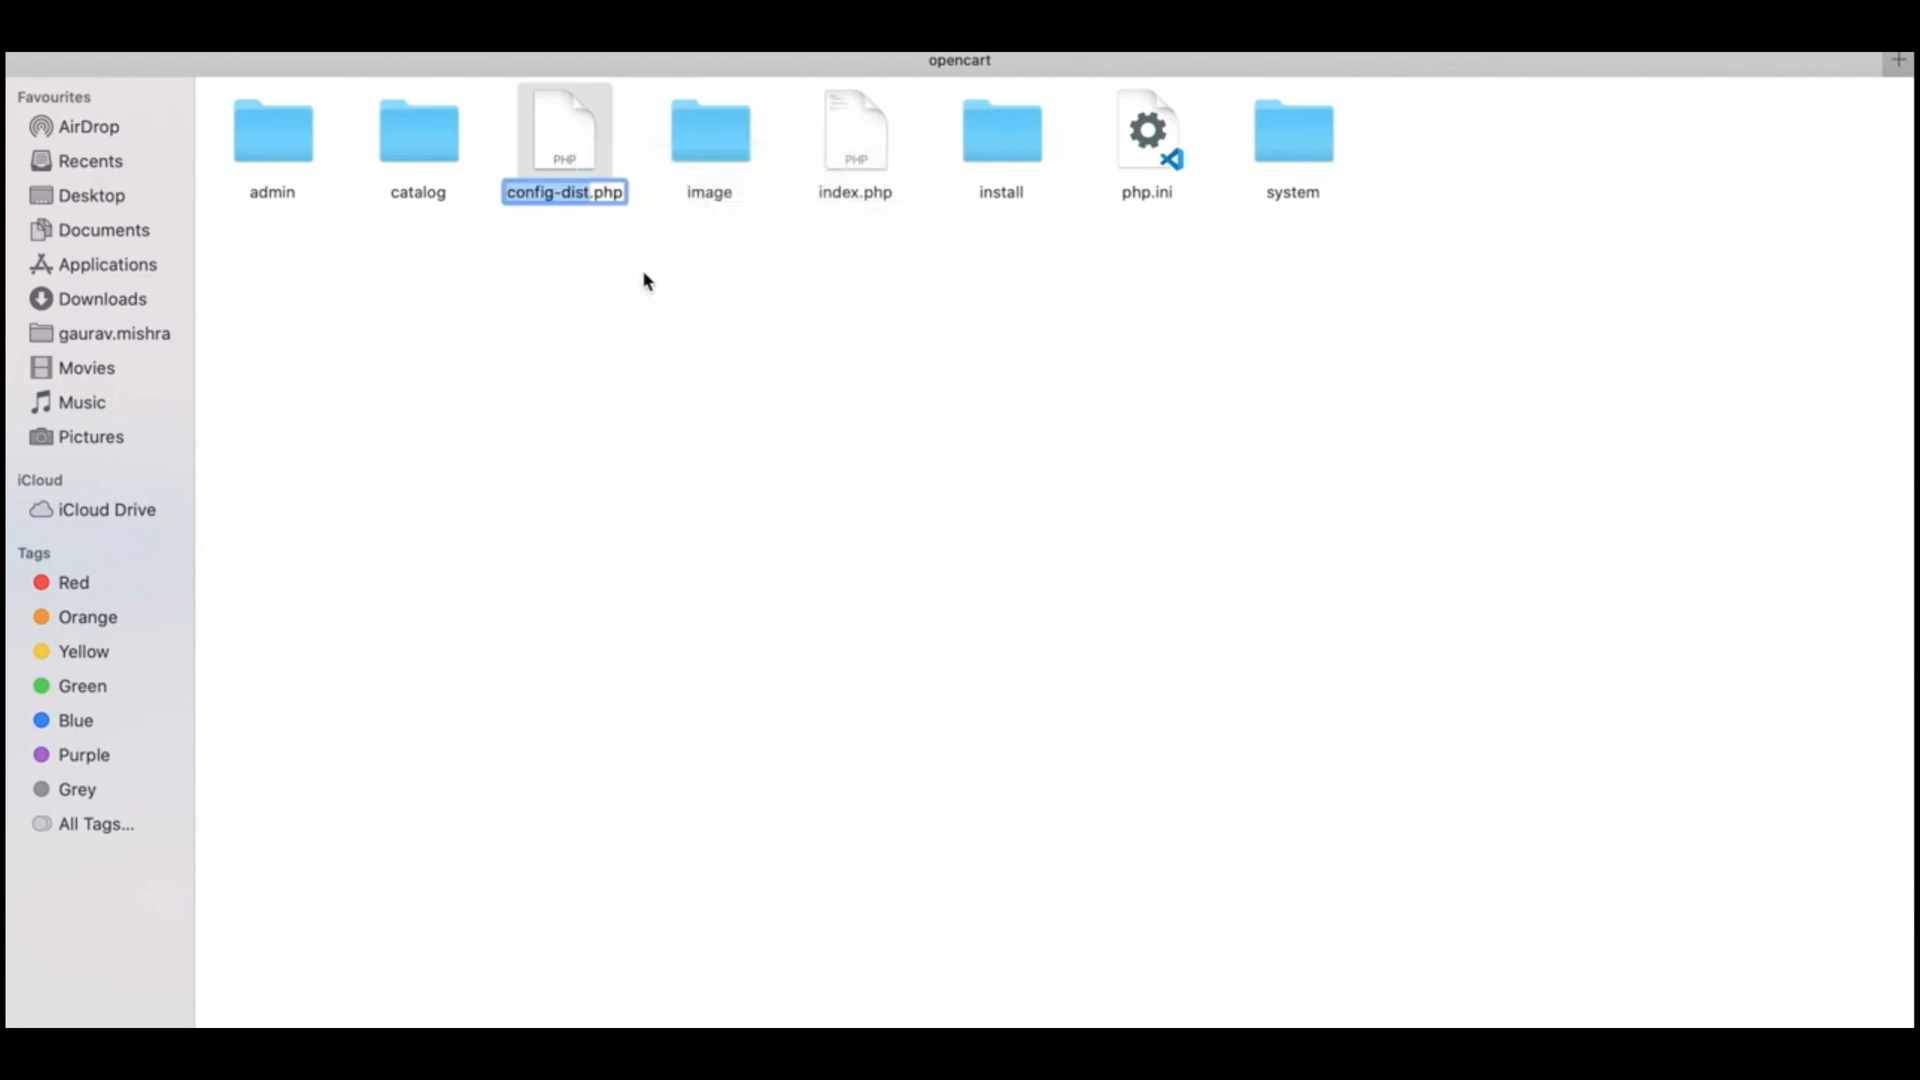 opencart
Favourites
AirDrop
Recents
Desktop
Documents
Applications
Downloads
gaurav.mishra
Movies
Music
Pictures
iCloud
iCloud Drive
Tags
Red
Orange
Yellow
Green
Blue
Purple
Grey
All Tags...
PHP
PHP
admin
catalog
config-dist.php
image
index.php
install
php.ini
system